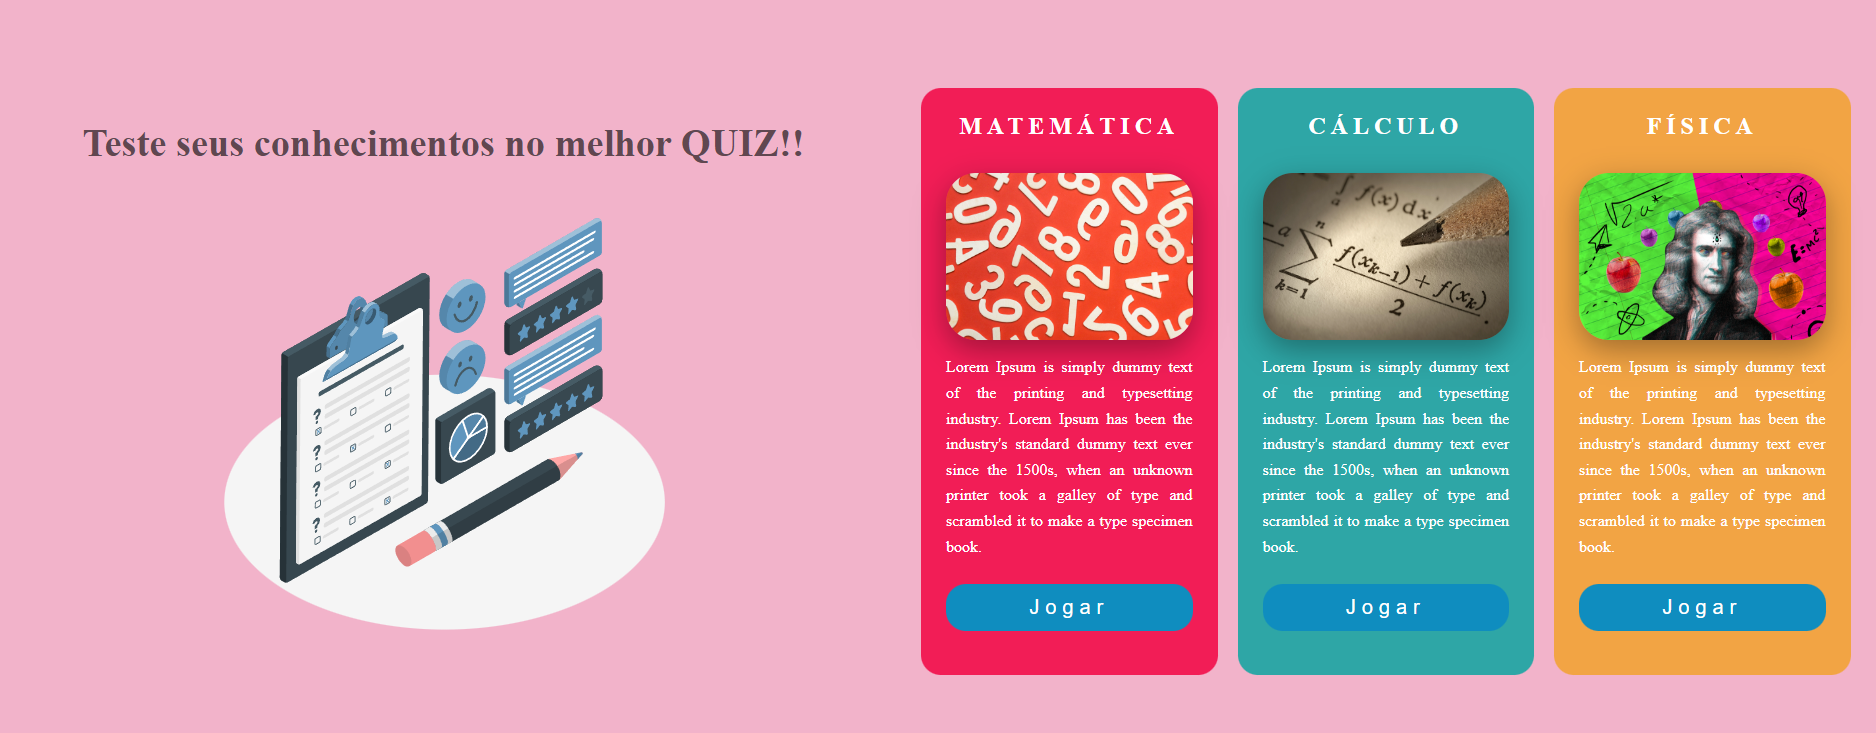 Teste seus conhecimentos no melhor QUIZ!!
MATEMÁTICA
Lorem Ipsum is simply dummy text
of the printing and typesetting
industry. Lorem Ipsum has been the
industry's standard dummy text ever
since the 1500s, when an unknown
printer took a galley of type and
scrambled it to make a type specimen
book.
Jogar
CÁLCULO
∫ f(x) dx
a
n
a
∑ f(xₖ₋₁) + f(xₖ)
k=1
2
Lorem Ipsum is simply dummy text
of the printing and typesetting
industry. Lorem Ipsum has been the
industry's standard dummy text ever
since the 1500s, when an unknown
printer took a galley of type and
scrambled it to make a type specimen
book.
Jogar
FÍSICA
E=mc²
Lorem Ipsum is simply dummy text
of the printing and typesetting
industry. Lorem Ipsum has been the
industry's standard dummy text ever
since the 1500s, when an unknown
printer took a galley of type and
scrambled it to make a type specimen
book.
Jogar